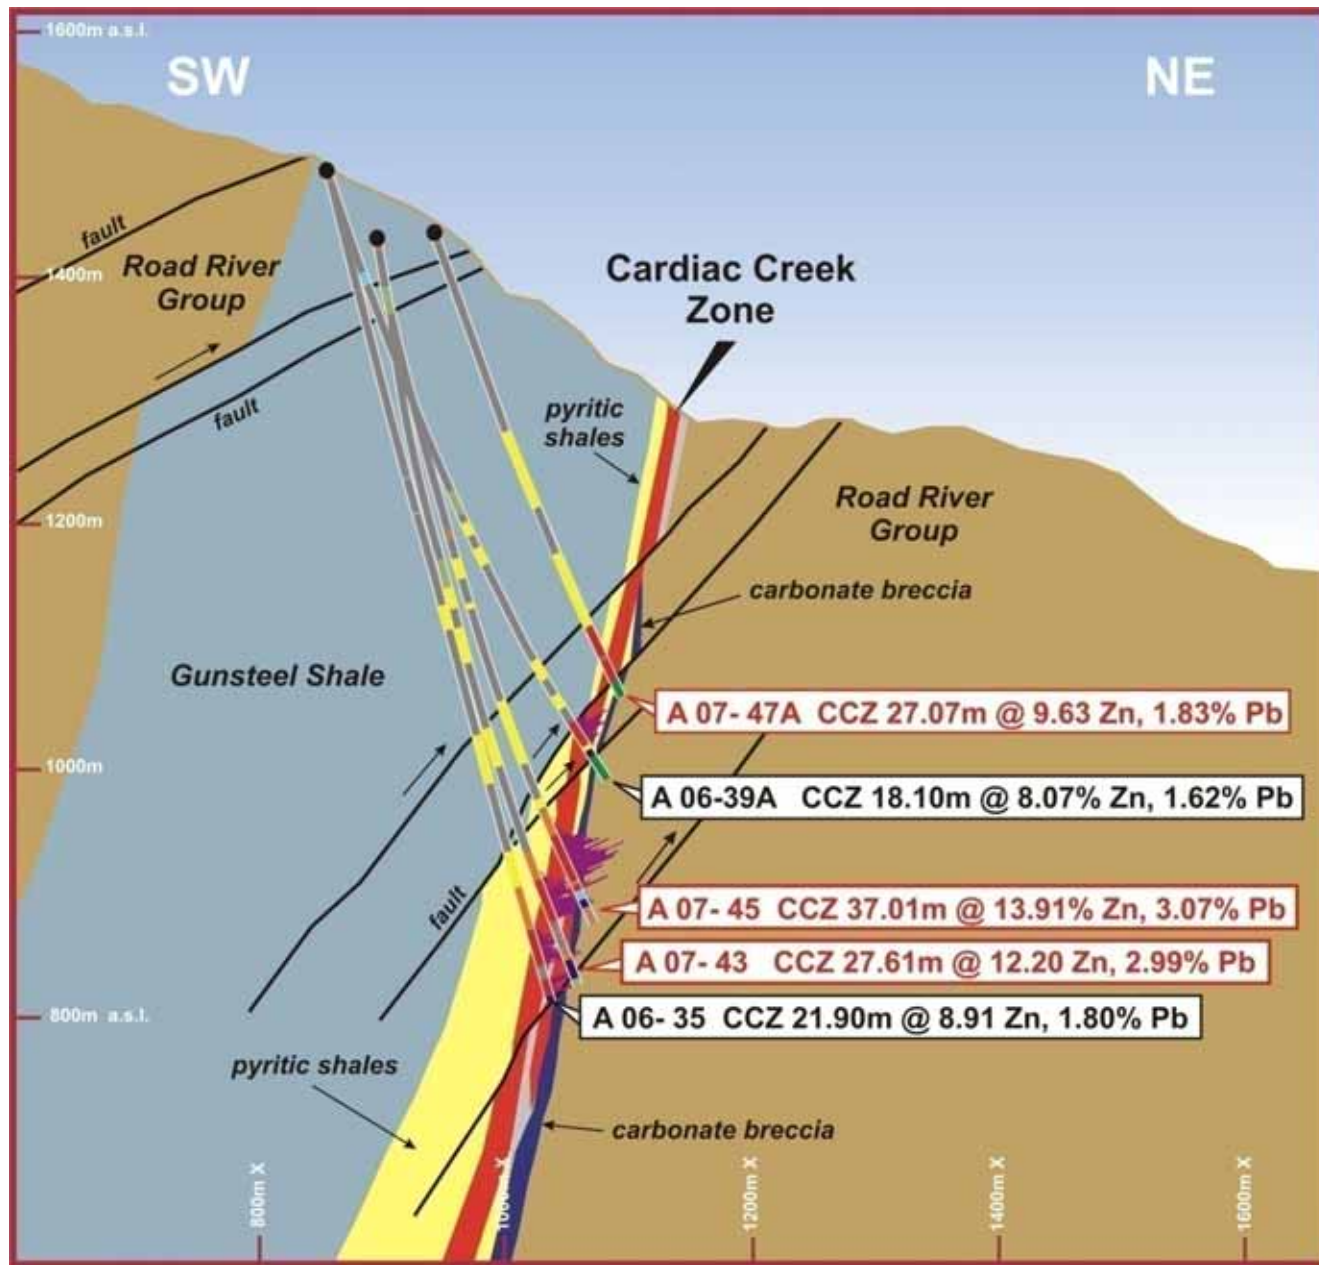 1600m a.s.l.
SW
NE
fault
Road River
Group
1400m
Cardiac Creek
Zone
fault
pyritic
shales
1200m
Road River
Group
carbonate breccia
Gunsteel Shale
A 07- 47A CCZ 27.07m @ 9.63 Zn, 1.83% Pb
1000m
A 06-39A CCZ 18.10m @ 8.07% Zn, 1.62% Pb
fault
A 07- 45 CCZ 37.01m @ 13.91% Zn, 3.07% Pb
A 07- 43 CCZ 27.61m @ 12.20 Zn, 2.99% Pb
800m a.s.l.
A 06- 35 CCZ 21.90m @ 8.91 Zn, 1.80% Pb
pyritic shales
carbonate breccia
800m X
1000m X
1200m X
1400m X
1600m X